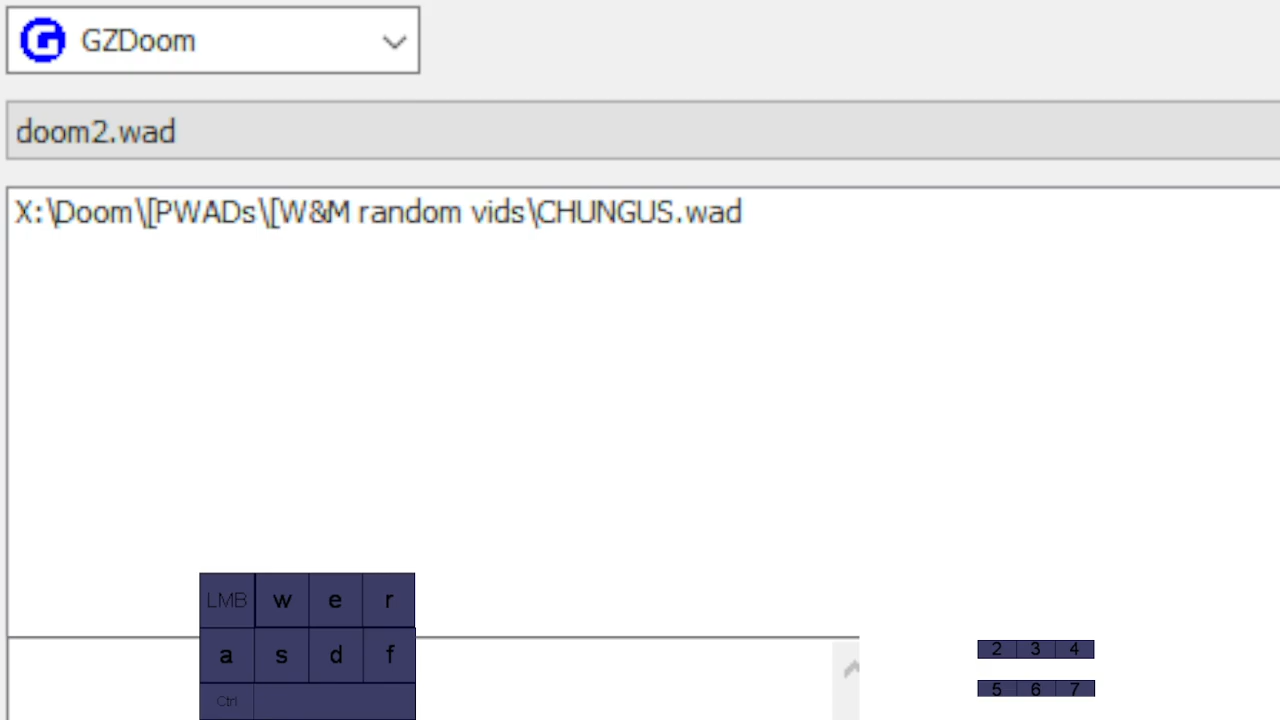 GZDoom
doom2.wad
X:\Doom\[PWADs\[W&M random vids\CHUNGUS.wad
LMB w e r
a s d f
Ctrl
2 3 4
5 6 7